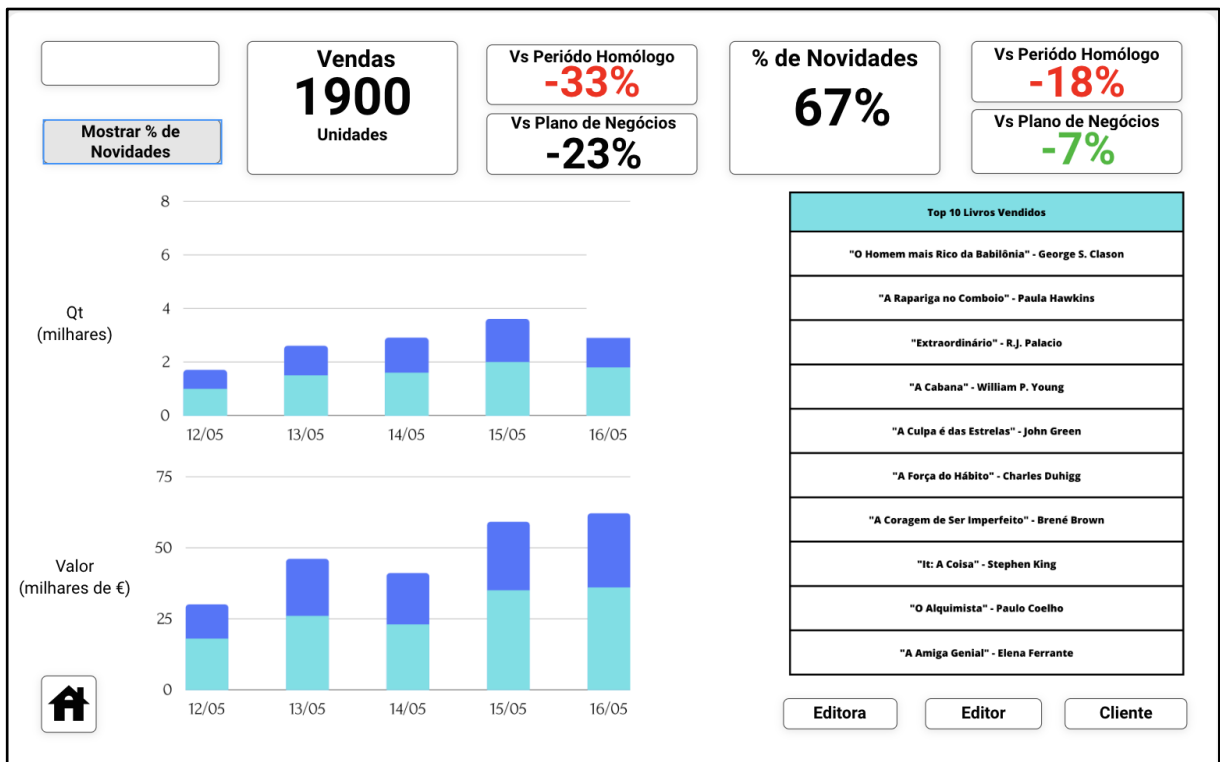 Mostrar % de
Novidades
Vendas
1900
Unidades
Vs Periódo Homólogo
-33%
Vs Plano de Negócios
-23%
% de Novidades
67%
Vs Periódo Homólogo
-18%
Vs Plano de Negócios
-7%
Qt
(milhares)
8
6
4
2
0
12/05 13/05 14/05 15/05 16/05
Valor
(milhares de €)
75
50
25
0
12/05 13/05 14/05 15/05 16/05
Top 10 Livros Vendidos
"O Homem mais Rico da Babilônia" - George S. Clason
"A Rapariga no Comboio" - Paula Hawkins
"Extraordinário" - R.J. Palacio
"A Cabana" - William P. Young
"A Culpa é das Estrelas" - John Green
"A Força do Hábito" - Charles Duhigg
"A Coragem de Ser Imperfeito" - Brené Brown
"It: A Coisa" - Stephen King
"O Alquimista" - Paulo Coelho
"A Amiga Genial" - Elena Ferrante
Editora Editor Cliente